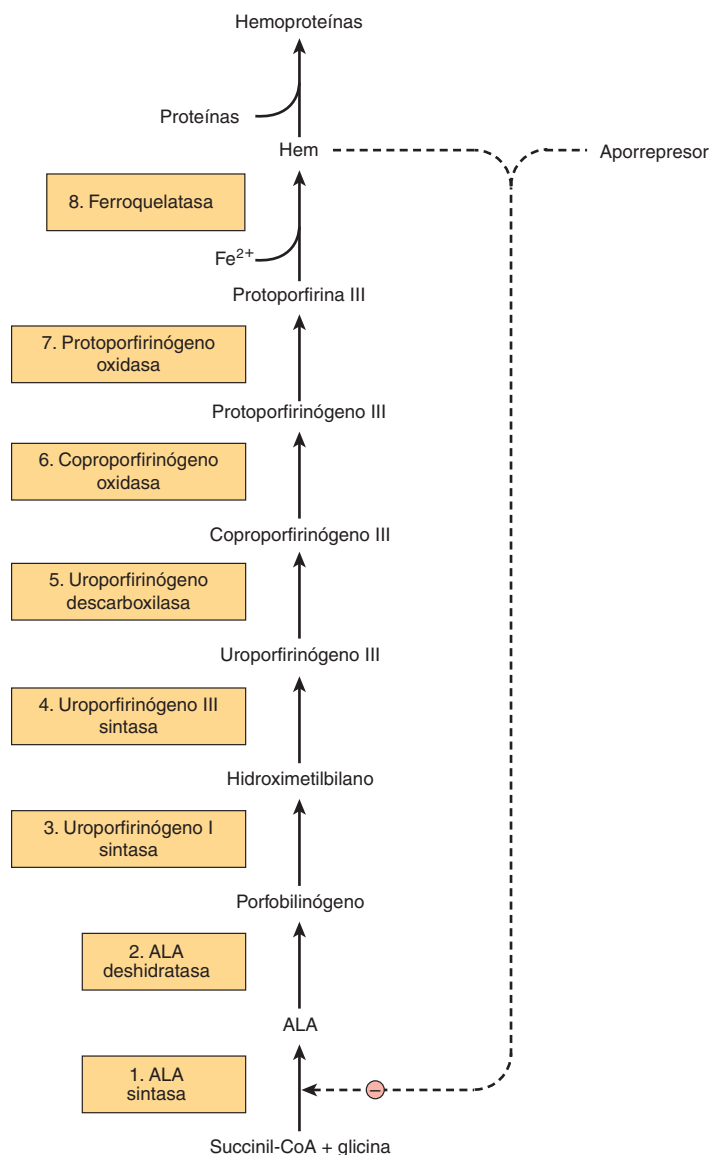 Hemoproteínas
Proteínas
Hem
Aporrepresor
8. Ferroquelatasa
Fe2+
Protoporfirina III
7. Protoporfirinógeno
oxidasa
Protoporfirinógeno III
6. Coproporfirinógeno
oxidasa
Coproporfirinógeno III
5. Uroporfirinógeno
descarboxilasa
Uroporfirinógeno III
4. Uroporfirinógeno III
sintasa
Hidroximetilbilano
3. Uroporfirinógeno I
sintasa
Porfobilinógeno
2. ALA
deshidratasa
ALA
1. ALA
sintasa
−
Succinil-CoA + glicina